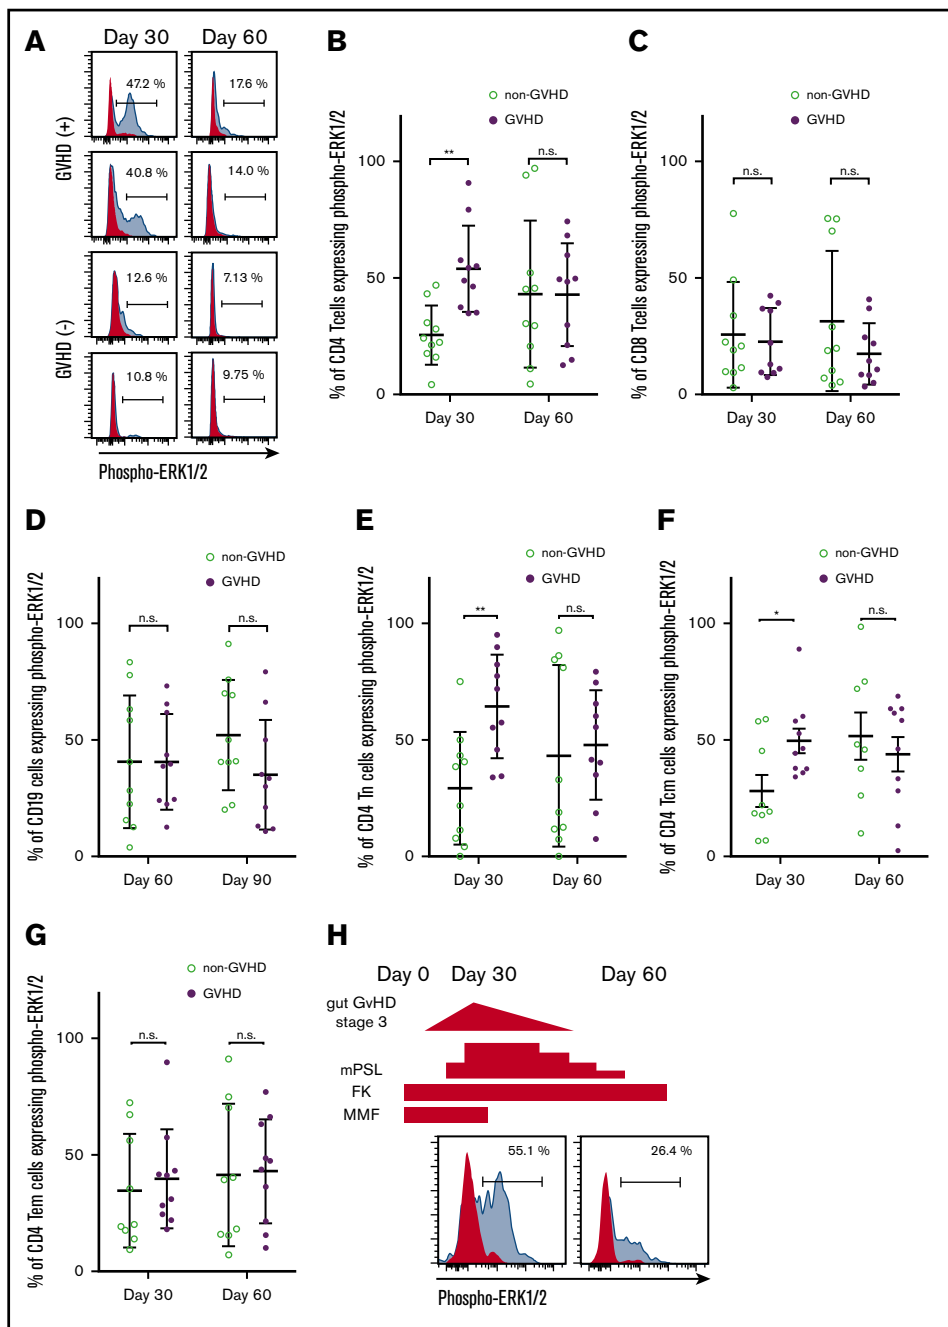 A
Day 30
Day 60
GVHD (+)
47.2 %
17.6 %
40.8 %
14.0 %
GVHD (-)
12.6 %
7.13 %
10.8 %
9.75 %
Phospho-ERK1/2
B
non-GVHD
GVHD
% of CD4 Tcells expressing phospho-ERK1/2
100
50
0
**
n.s.
Day 30
Day 60
C
non-GVHD
GVHD
% of CD8 Tcells expressing phospho-ERK1/2
100
50
0
n.s.
n.s.
Day 30
Day 60
D
non-GVHD
GVHD
% of CD19 cells expressing phospho-ERK1/2
100
50
0
n.s.
n.s.
Day 60
Day 90
E
non-GVHD
GVHD
% of CD4 Tn cells expressing phospho-ERK1/2
100
50
0
**
n.s.
Day 30
Day 60
F
non-GVHD
GVHD
% of CD4 Tcm cells expressing phospho-ERK1/2
100
50
0
*
n.s.
Day 30
Day 60
G
non-GVHD
GVHD
% of CD4 Tem cells expressing phospho-ERK1/2
100
50
0
n.s.
n.s.
Day 30
Day 60
H
Day 0
Day 30
Day 60
gut GvHD
stage 3
mPSL
FK
MMF
55.1 %
26.4 %
Phospho-ERK1/2